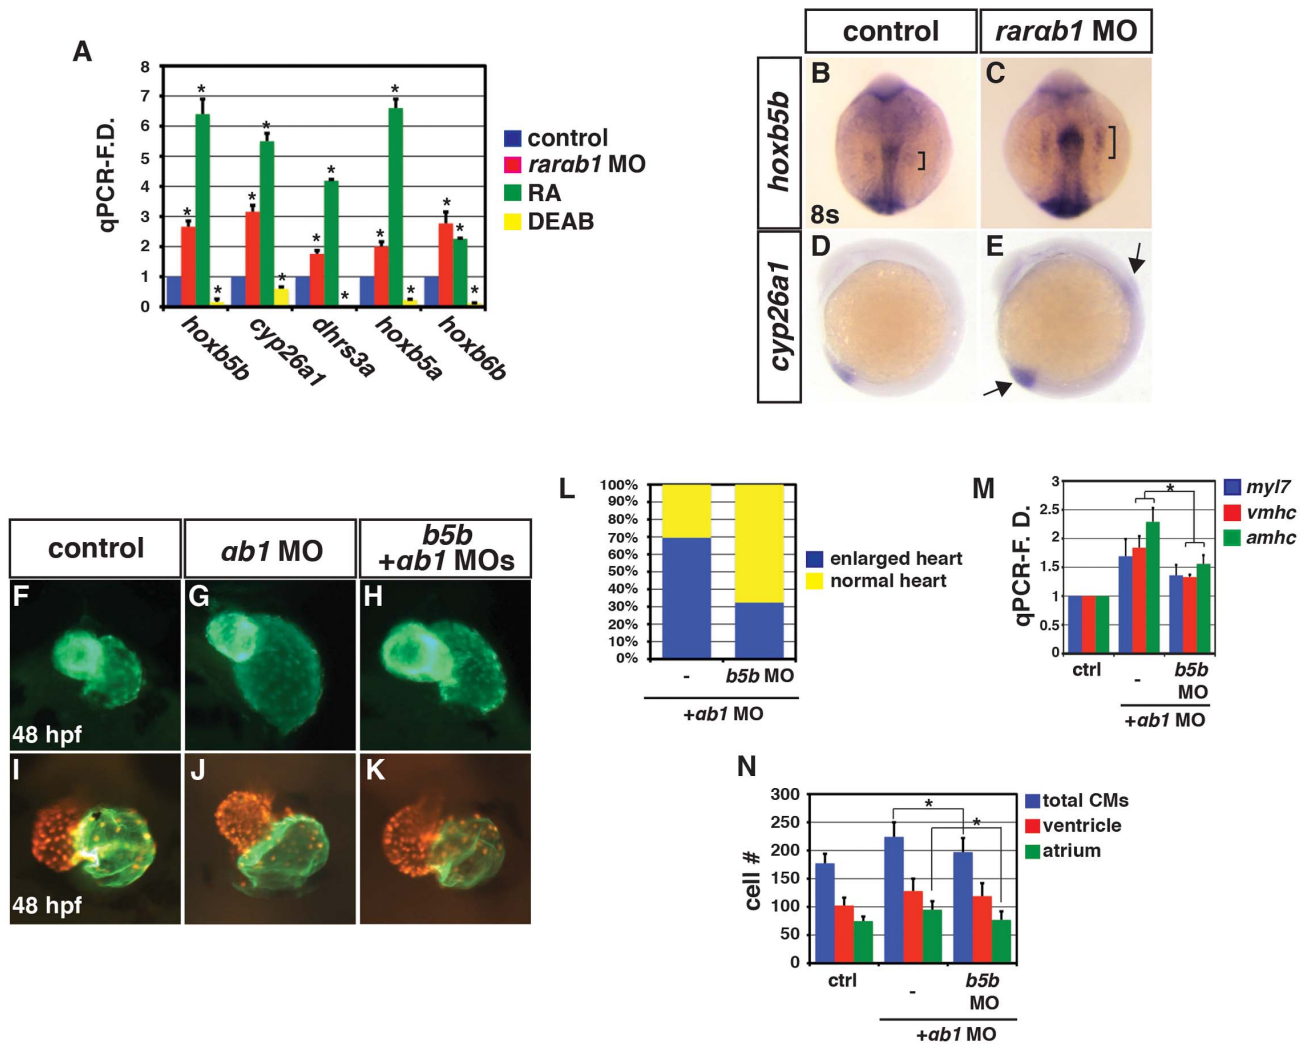 A
qPCR-F.D.
8
7
6
5
4
3
2
1
0
* * * * * * * * * * * * * * *
hoxb5b
cyp26a1
dhrs3a
hoxb5a
hoxb6b
control
rarab1 MO
RA
DEAB
control
rarab1 MO
hoxb5b
B
C
8s
cyp26a1
D
E
control
ab1 MO
b5b
+ab1 MOs
F
G
H
48 hpf
I
J
K
48 hpf
L
100%
90%
80%
70%
60%
50%
40%
30%
20%
10%
0%
- b5b MO
+ab1 MO
enlarged heart
normal heart
M
qPCR-F. D.
3
2.5
2
1.5
1
0.5
0
*
ctrl - b5b
MO
+ab1 MO
myl7
vmhc
amhc
N
cell #
300
250
200
150
100
50
0
* *
ctrl - b5b
MO
+ab1 MO
total CMs
ventricle
atrium